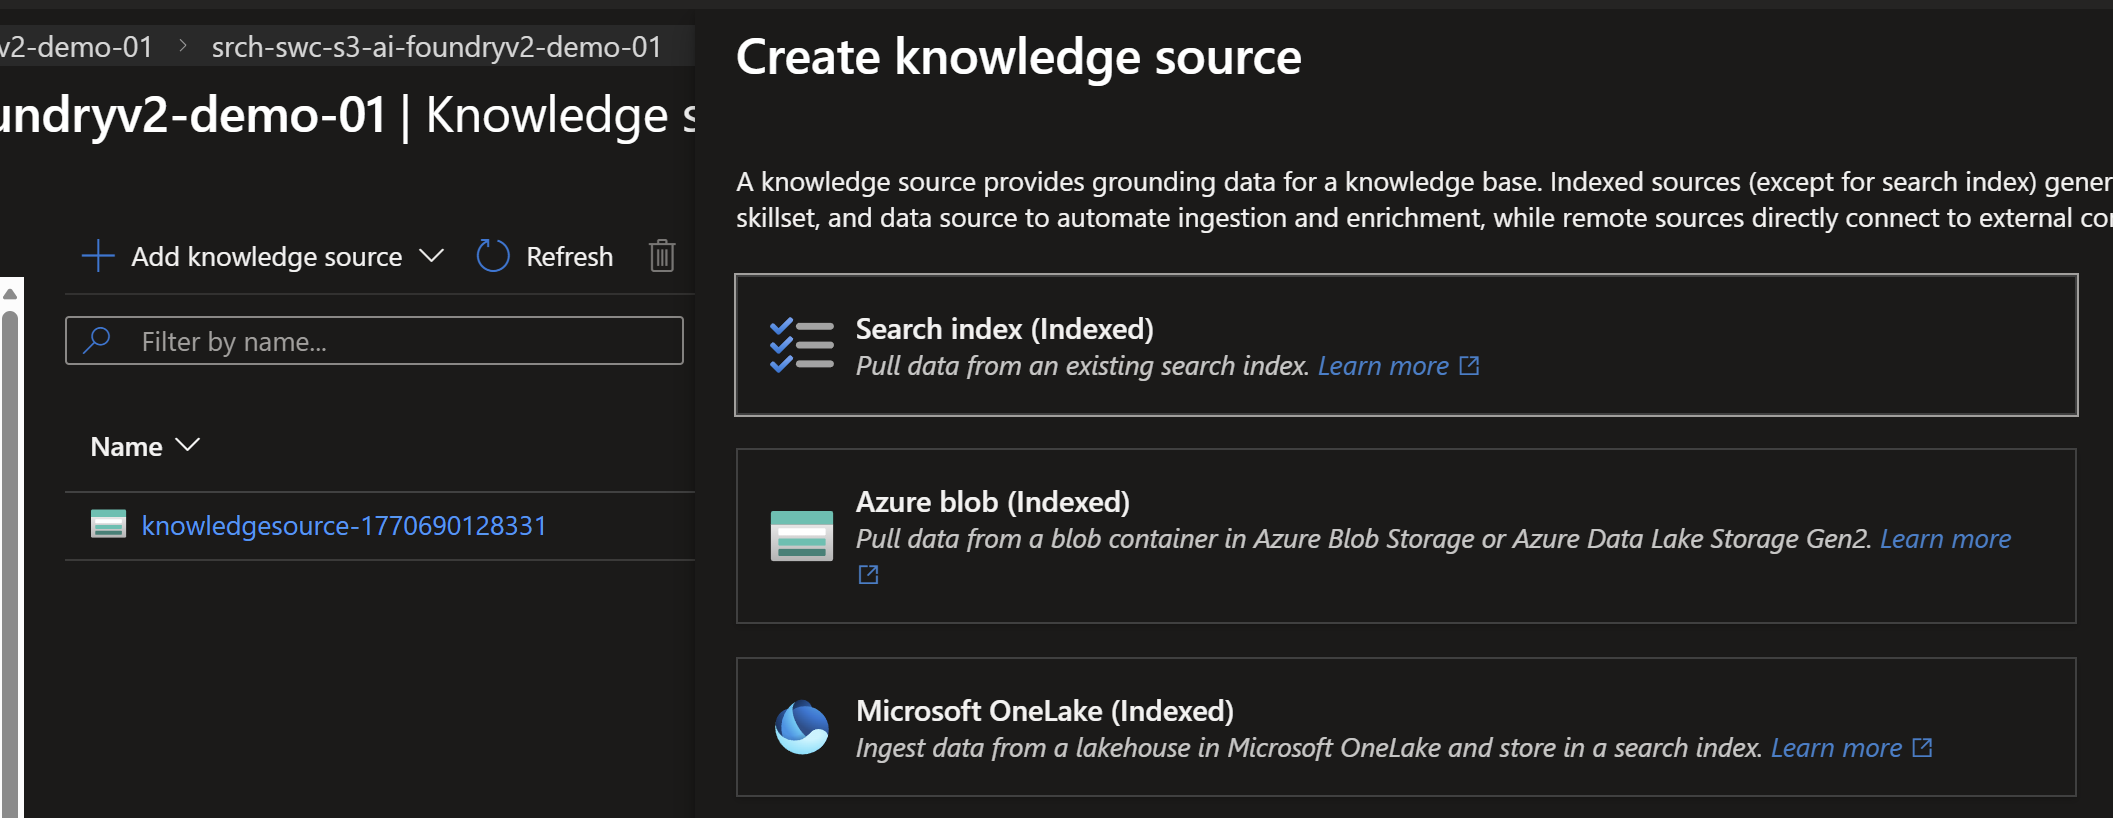 v2-demo-01 > srch-swc-s3-ai-foundryv2-demo-01
undryv2-demo-01 | Knowledge s
Add knowledge source
Refresh
Filter by name...
Name
knowledgesource-1770690128331
Create knowledge source
A knowledge source provides grounding data for a knowledge base. Indexed sources (except for search index) gener
skillset, and data source to automate ingestion and enrichment, while remote sources directly connect to external co
Search index (Indexed)
Pull data from an existing search index. Learn more
Azure blob (Indexed)
Pull data from a blob container in Azure Blob Storage or Azure Data Lake Storage Gen2. Learn more
Microsoft OneLake (Indexed)
Ingest data from a lakehouse in Microsoft OneLake and store in a search index. Learn more